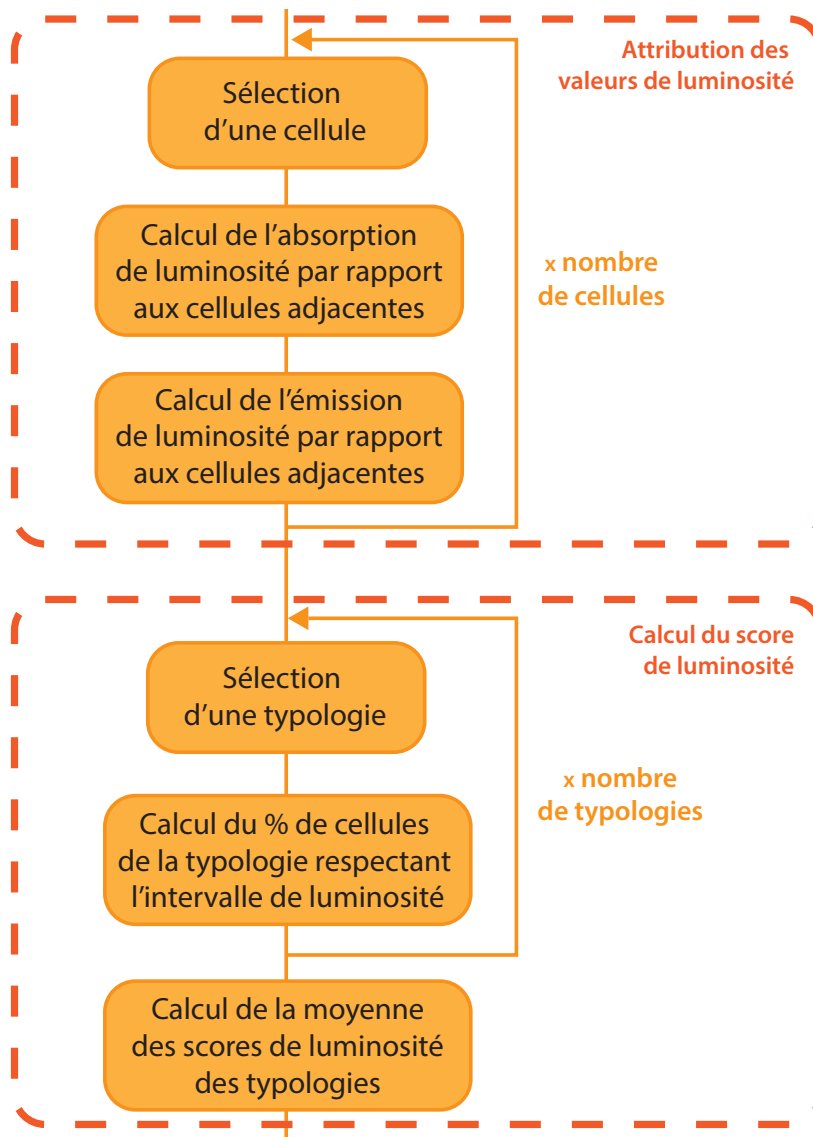 Attribution des
valeurs de luminosité
Sélection
d’une cellule
Calcul de l’absorption
de luminosité par rapport
aux cellules adjacentes
x nombre
de cellules
Calcul de l’émission
de luminosité par rapport
aux cellules adjacentes
Calcul du score
de luminosité
Sélection
d’une typologie
x nombre
de typologies
Calcul du % de cellules
de la typologie respectant
l’intervalle de luminosité
Calcul de la moyenne
des scores de luminosité
des typologies